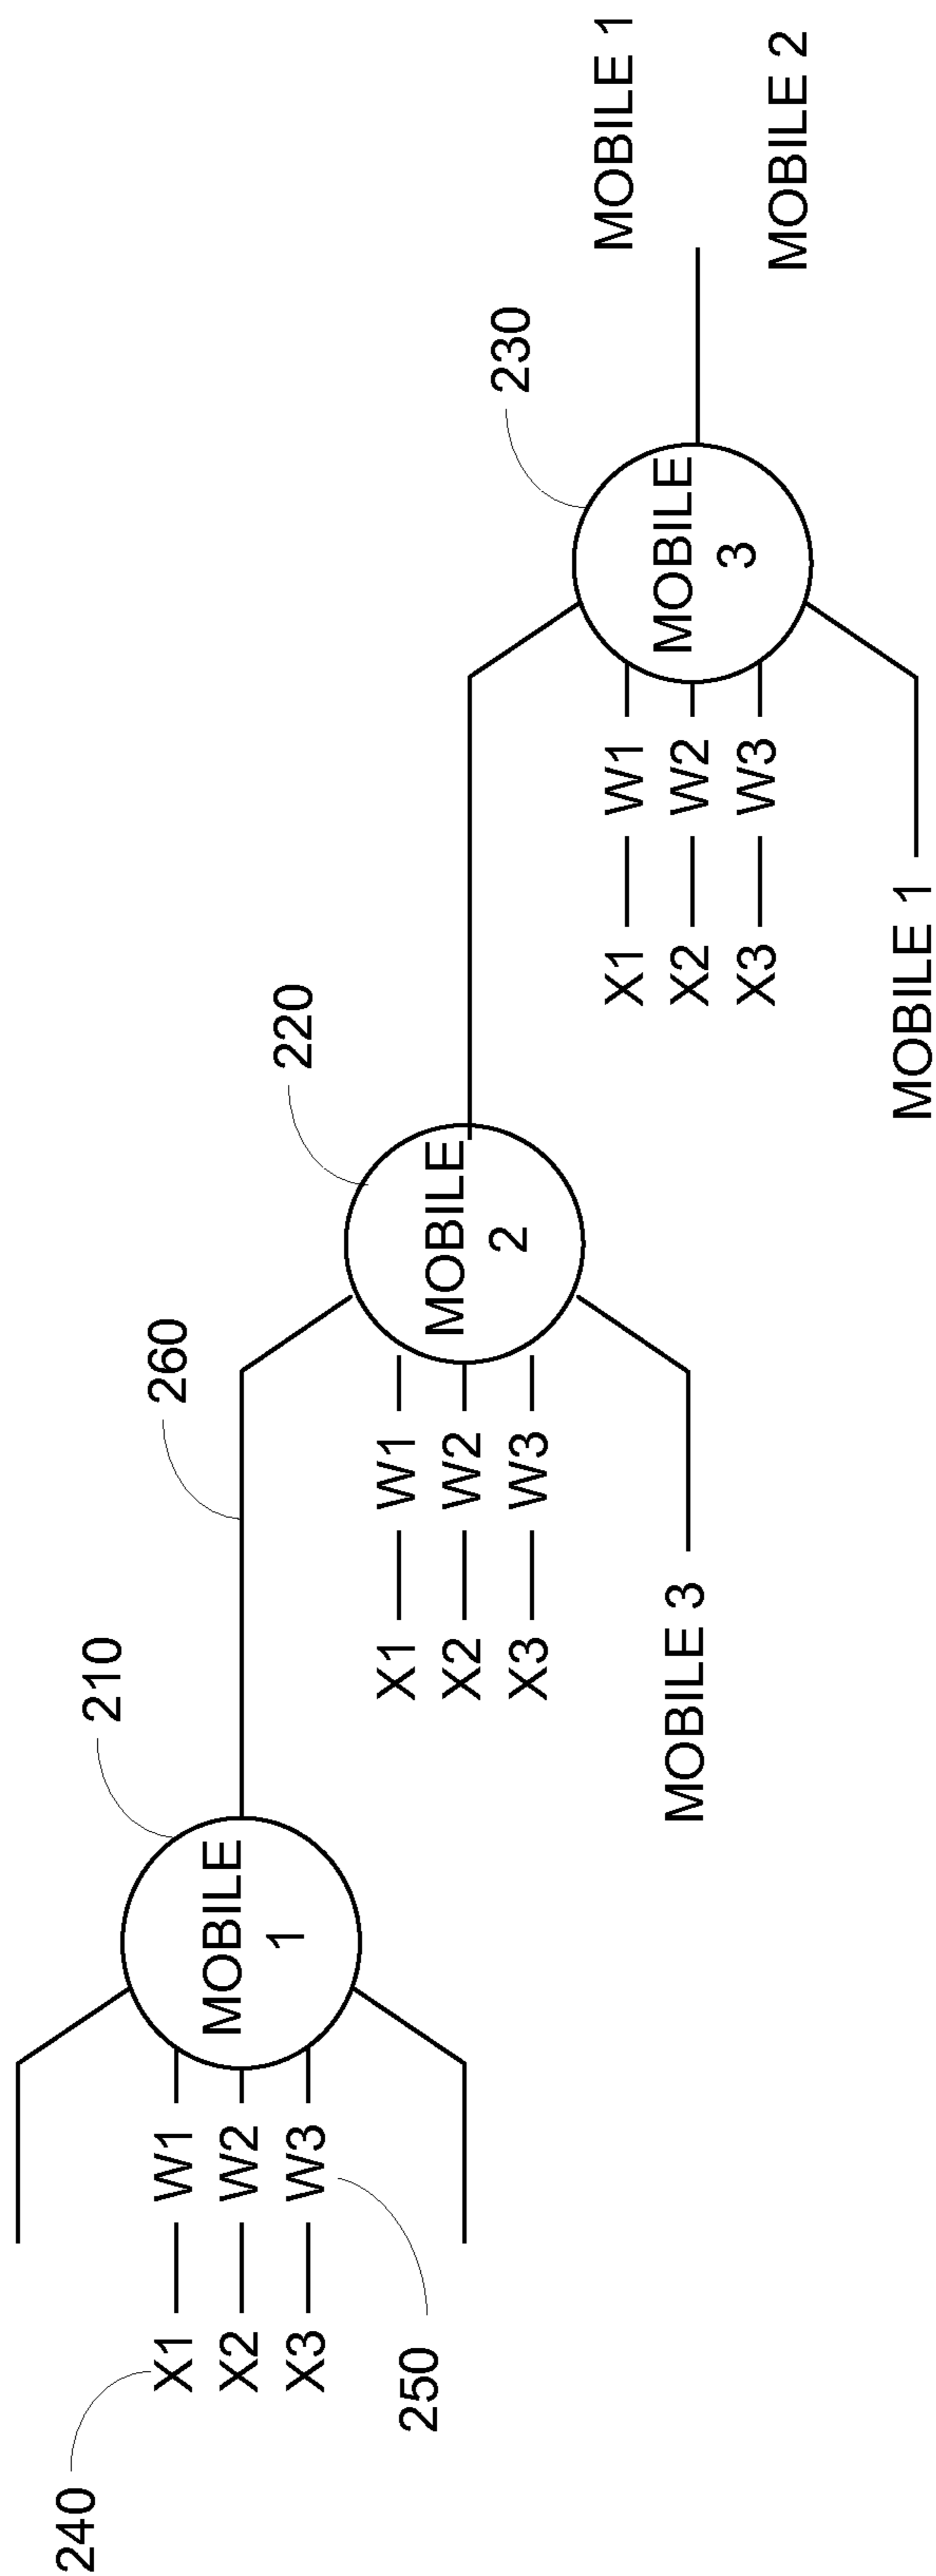 240
X1 W1
X2 W2
X3 W3
250
MOBILE
1
210
260
X1 W1
X2 W2
X3 W3
MOBILE
2
220
MOBILE 3
X1 W1
X2 W2
X3 W3
MOBILE
3
230
MOBILE 1
MOBILE 1
MOBILE 2